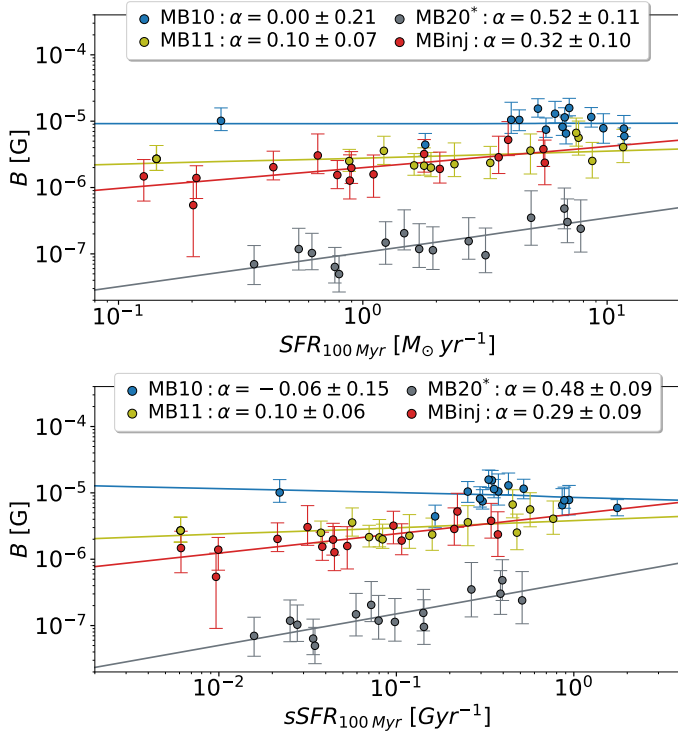 MB10 : α = 0.00 ± 0.21 MB20* : α = 0.52 ± 0.11
MB11 : α = 0.10 ± 0.07 MBinj : α = 0.32 ± 0.10
10⁻⁴
10⁻⁵
10⁻⁶
10⁻⁷
B [G]
10⁻¹ 10⁰ 10¹
SFR₁₀₀ Myr [M⊙ yr⁻¹]
MB10 : α = −0.06 ± 0.15 MB20* : α = 0.48 ± 0.09
MB11 : α = 0.10 ± 0.06 MBinj : α = 0.29 ± 0.09
10⁻⁴
10⁻⁵
10⁻⁶
10⁻⁷
B [G]
10⁻² 10⁻¹ 10⁰
sSFR₁₀₀ Myr [Gyr⁻¹]